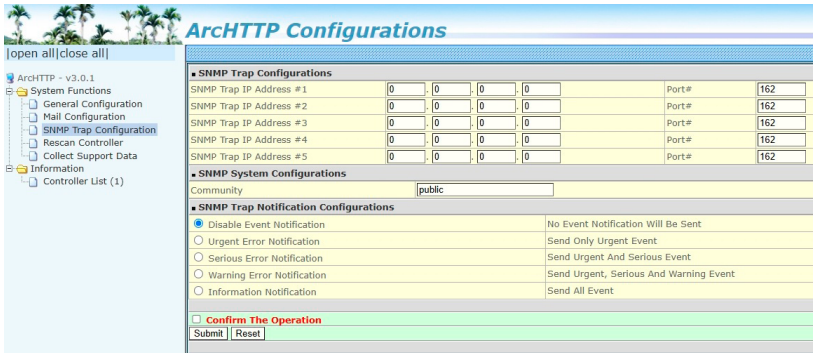 ArcHTTP Configurations
|open all|close all|
ArcHTTP - v3.0.1
System Functions
General Configuration
Mail Configuration
SNMP Trap Configuration
Rescan Controller
Collect Support Data
Information
Controller List (1)
SNMP Trap Configurations
SNMP Trap IP Address #1 0 . 0 . 0 . 0 Port# 162
SNMP Trap IP Address #2 0 . 0 . 0 . 0 Port# 162
SNMP Trap IP Address #3 0 . 0 . 0 . 0 Port# 162
SNMP Trap IP Address #4 0 . 0 . 0 . 0 Port# 162
SNMP Trap IP Address #5 0 . 0 . 0 . 0 Port# 162
SNMP System Configurations
Community public
SNMP Trap Notification Configurations
Disable Event Notification No Event Notification Will Be Sent
Urgent Error Notification Send Only Urgent Event
Serious Error Notification Send Urgent And Serious Event
Warning Error Notification Send Urgent, Serious And Warning Event
Information Notification Send All Event
Confirm The Operation
Submit Reset